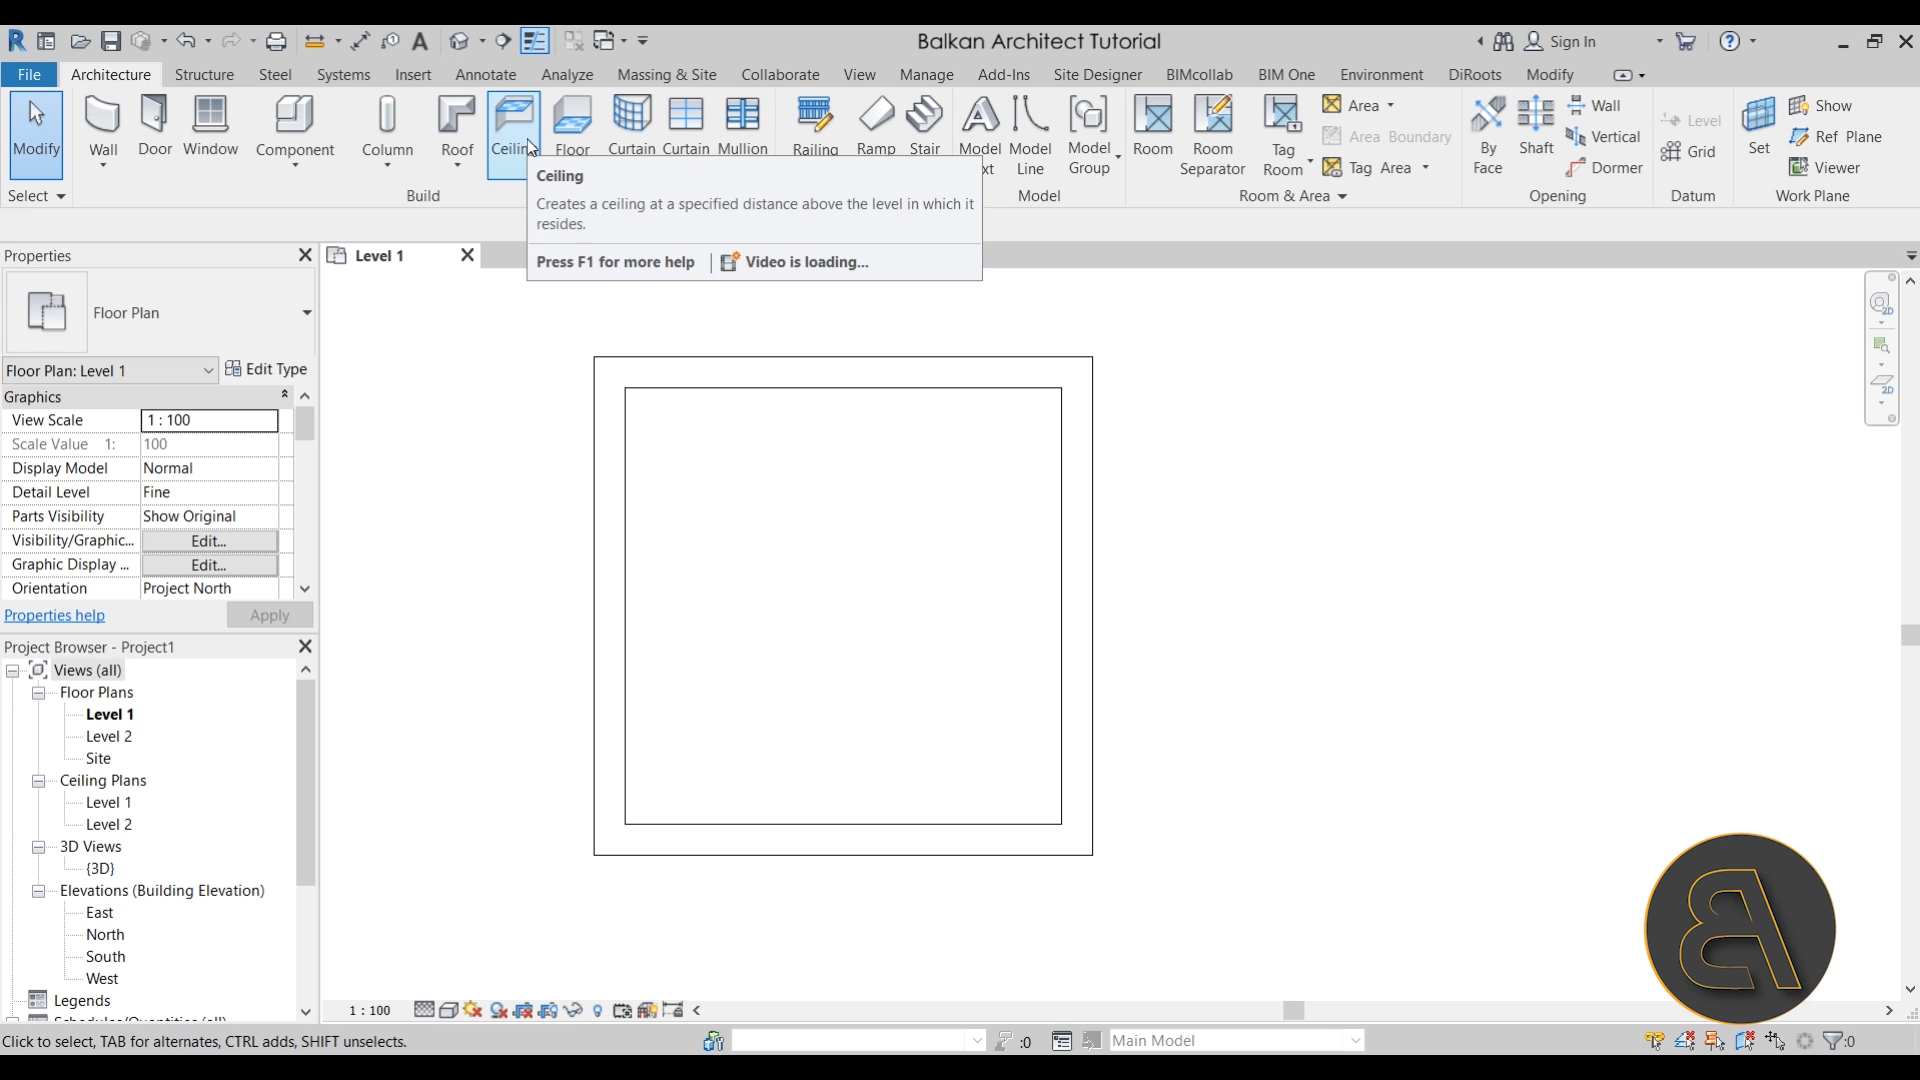 Balkan Architect Tutorial
Sign In
File Architecture Structure Steel Systems Insert Annotate Analyze Massing & Site Collaborate View Manage Add-Ins Site Designer BIMcollab BIM One Environment Modify DiRoots Modify
Modify Wall Door Window Component Column Roof Ceiling Floor Curtain Curtain Mullion Railing Ramp Stair Model Model Line Model Group Room Room Separator Tag Room
Area
Area Boundary
Tag Area
By Face Shaft
Wall
Vertical
Dormer
Level
Grid
Set
Show
Ref Plane
Viewer
Select Build Model Room & Area Opening Datum Work Plane
Ceiling
Creates a ceiling at a specified distance above the level in which it
resides.
Press F1 for more help Video is loading...
Properties
Level 1
Floor Plan
Floor Plan: Level 1 Edit Type
Graphics
View Scale 1 : 100
Scale Value 1: 100
Display Model Normal
Detail Level Fine
Parts Visibility Show Original
Visibility/Graphic... Edit...
Graphic Display ... Edit...
Orientation Project North
Properties help Apply
Project Browser - Project1
Views (all)
Floor Plans
Level 1
Level 2
Site
Ceiling Plans
Level 1
Level 2
3D Views
{3D}
Elevations (Building Elevation)
East
North
South
West
Legends
1 : 100
Click to select, TAB for alternates, CTRL adds, SHIFT unselects.
:0
Main Model
:0